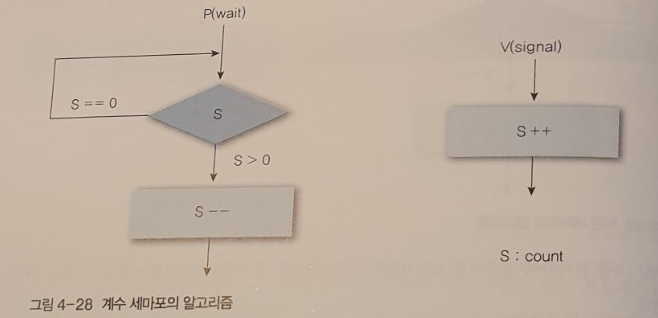 P(wait)
S == 0
S
S > 0
S --
V(signal)
S ++
S : count
그림 4-28 계수 세마포의 알고리즘